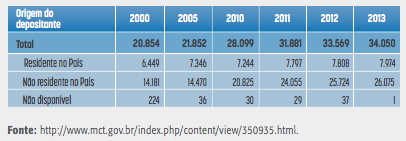 Origem do depositante 2000 2005 2010 2011 2012 2013
Total 20.854 21.852 28.099 31.881 33.569 34.050
Residente no País 6.449 7.346 7.244 7.797 7.808 7.974
Não residente no País 14.181 14.470 20.825 24.055 25.724 26.075
Não disponível 224 36 30 29 37 1
Fonte: http://www.mct.gov.br/index.php/content/view/350935.html.